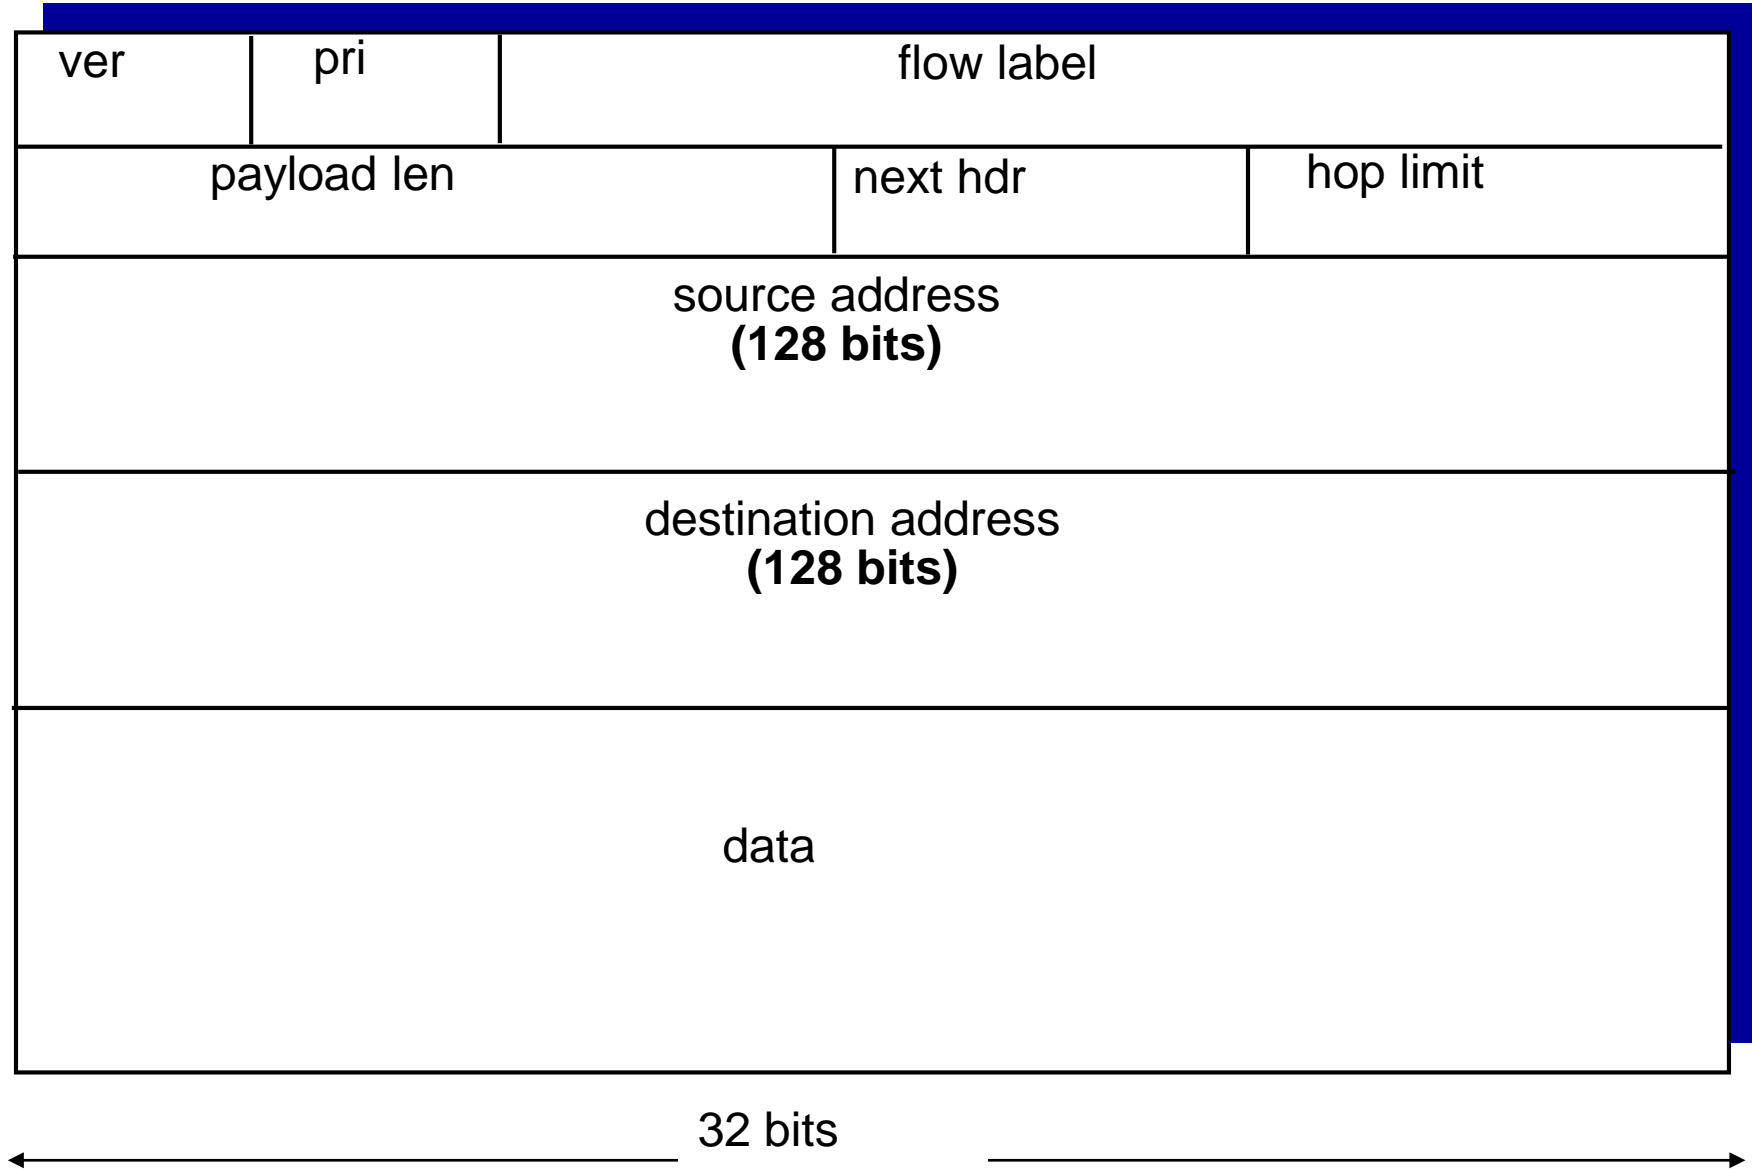 ver
pri
flow label
payload len
next hdr
hop limit
source address
(128 bits)
destination address
(128 bits)
data
32 bits